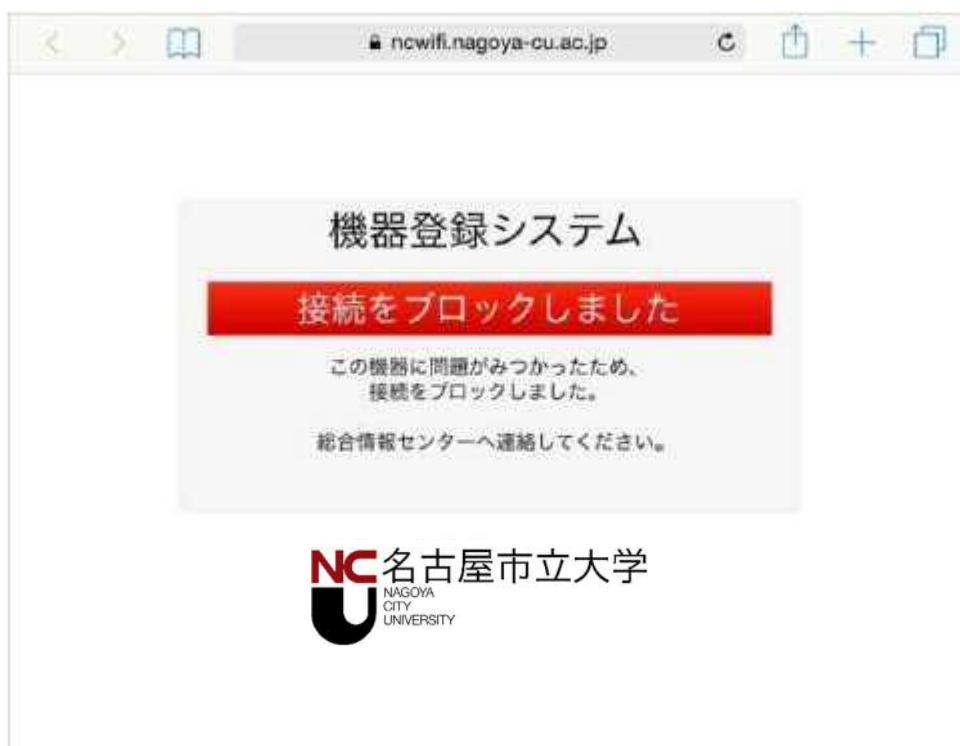 ncwifi.nagoya-cu.ac.jp
機器登録システム
接続をブロックしました
この機器に問題がみつかったため、
接続をブロックしました。
総合情報センターへ連絡してください。
NC名古屋市立大学
U NAGOYA
CITY
UNIVERSITY